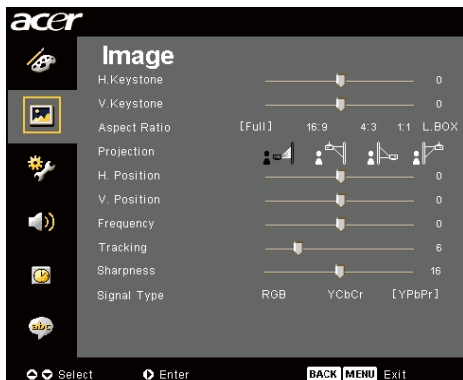 acer
Image
H.Keystone 0
V.Keystone 0
Aspect Ratio [Full] 16:9 4:3 1:1 L.BOX
Projection
H. Position 0
V. Position 0
Frequency 0
Tracking 6
Sharpness 16
Signal Type RGB YCbCr [YPbPr]
abc
Select Enter BACK MENU Exit